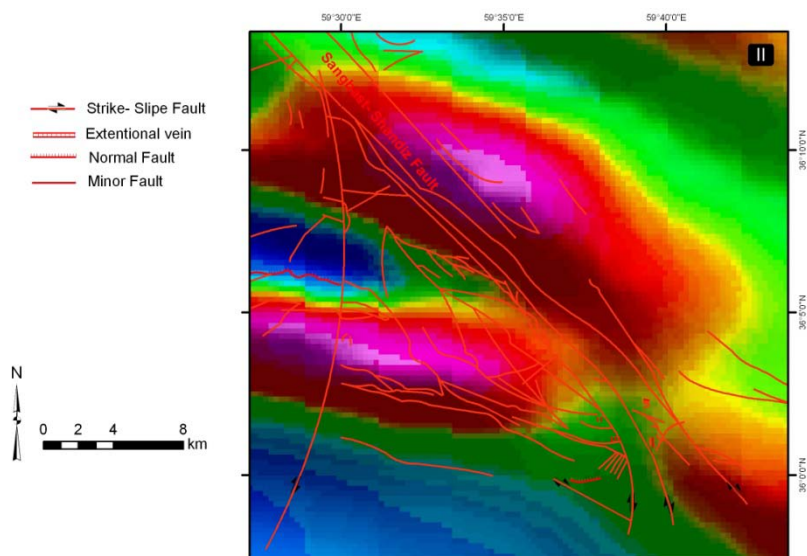 59°30'0"E
59°35'0"E
59°40'0"E
II
Sangbast- Shandiz Fault
Strike- Slipe Fault
Extentional vein
Normal Fault
Minor Fault
36°10'0"N
36°5'0"N
36°0'0"N
N
0 2 4 8
km